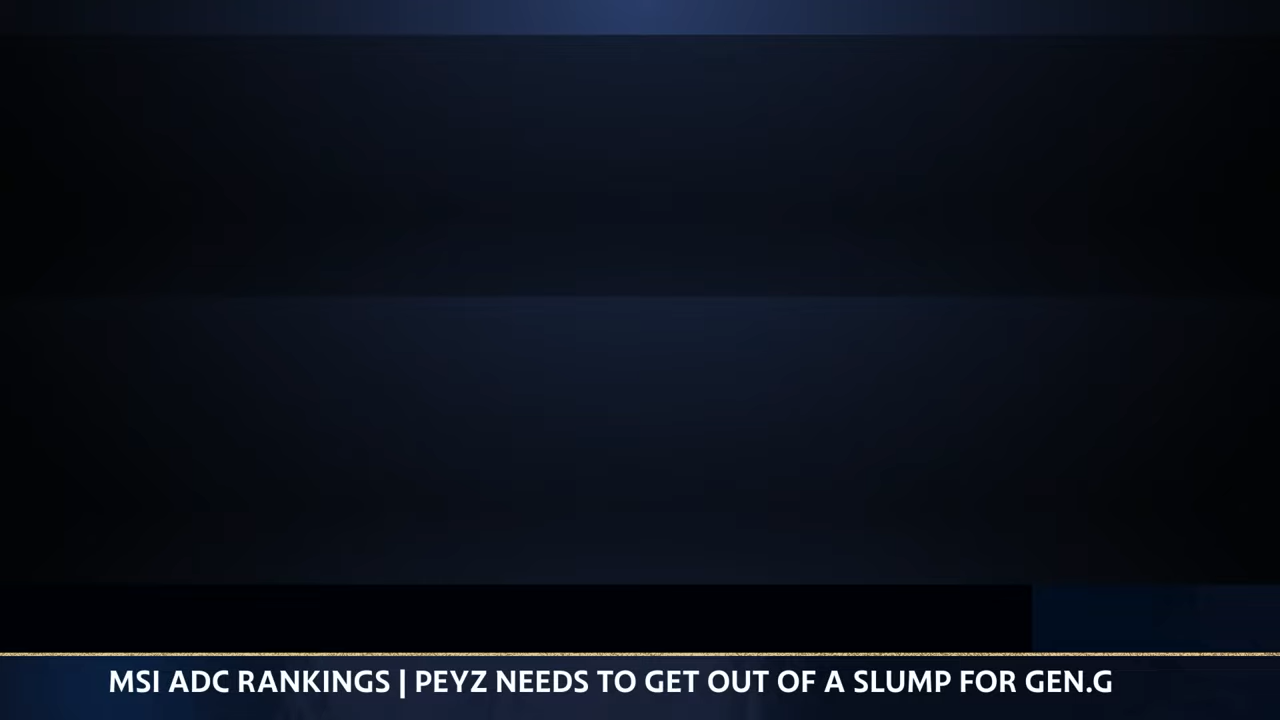 MSI ADC RANKINGS | PEYZ NEEDS TO GET OUT OF A SLUMP FOR GEN.G